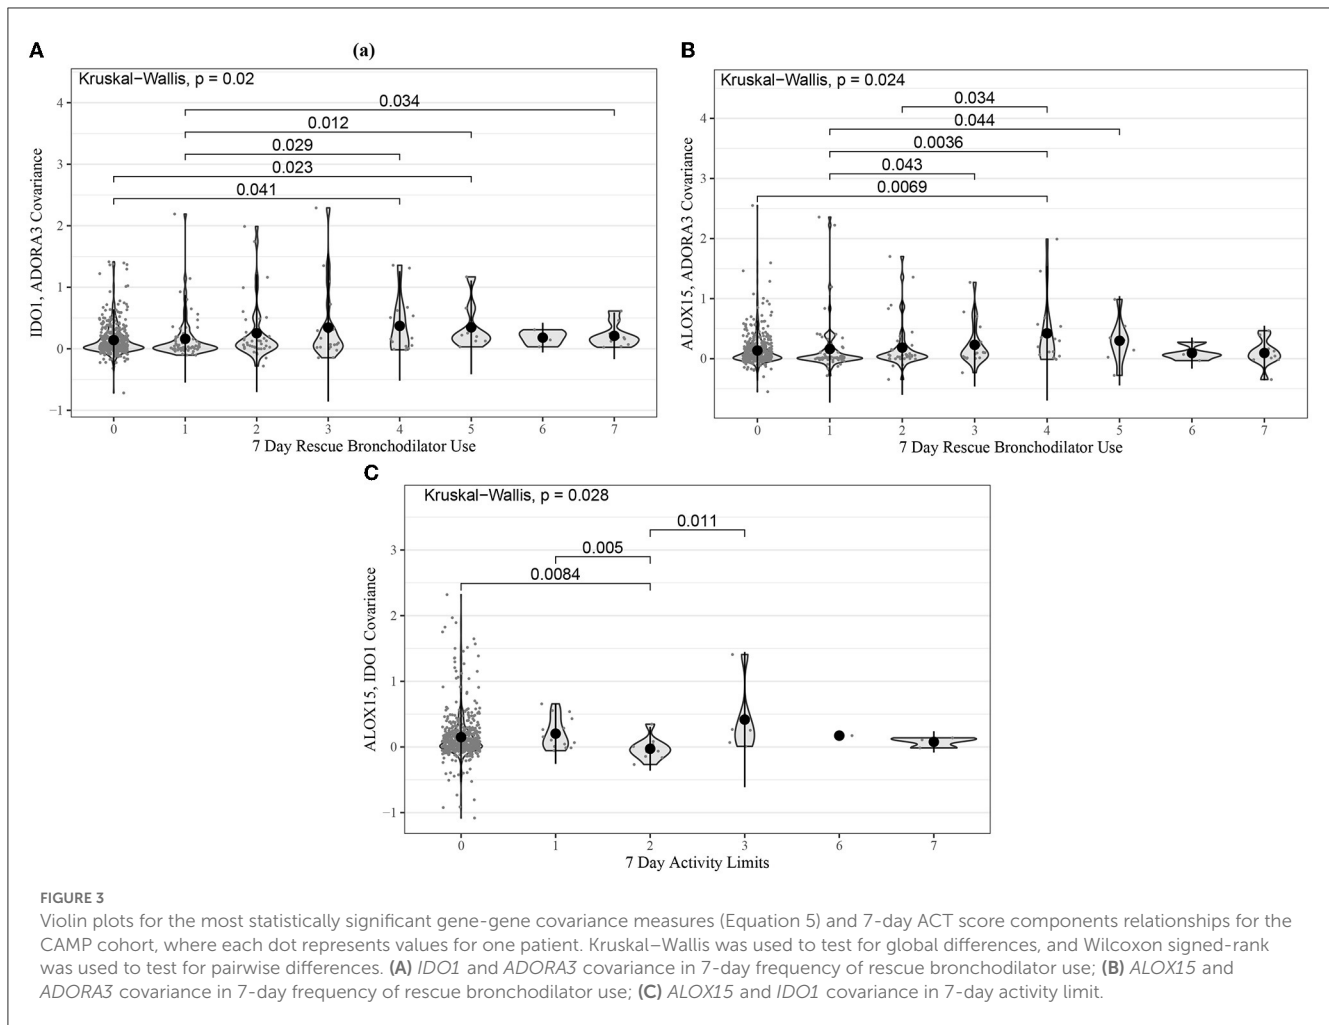 A
(a)
Kruskal−Wallis, p = 0.02
0.034
0.012
0.029
0.023
0.041
IDO1, ADORA3 Covariance
4
3
2
1
0
−1
0 1 2 3 4 5 6 7
7 Day Rescue Bronchodilator Use
B
Kruskal−Wallis, p = 0.024
0.034
0.044
0.0036
0.043
0.0069
ALOX15, ADORA3 Covariance
4
3
2
1
0
0 1 2 3 4 5 6 7
7 Day Rescue Bronchodilator Use
C
Kruskal−Wallis, p = 0.028
0.011
0.005
0.0084
ALOX15, IDO1 Covariance
3
2
1
0
−1
0 1 2 3 6 7
7 Day Activity Limits
FIGURE 3
Violin plots for the most statistically significant gene-gene covariance measures (Equation 5) and 7-day ACT score components relationships for the
CAMP cohort, where each dot represents values for one patient. Kruskal–Wallis was used to test for global differences, and Wilcoxon signed-rank
was used to test for pairwise differences. (A) IDO1 and ADORA3 covariance in 7-day frequency of rescue bronchodilator use; (B) ALOX15 and
ADORA3 covariance in 7-day frequency of rescue bronchodilator use; (C) ALOX15 and IDO1 covariance in 7-day activity limit.